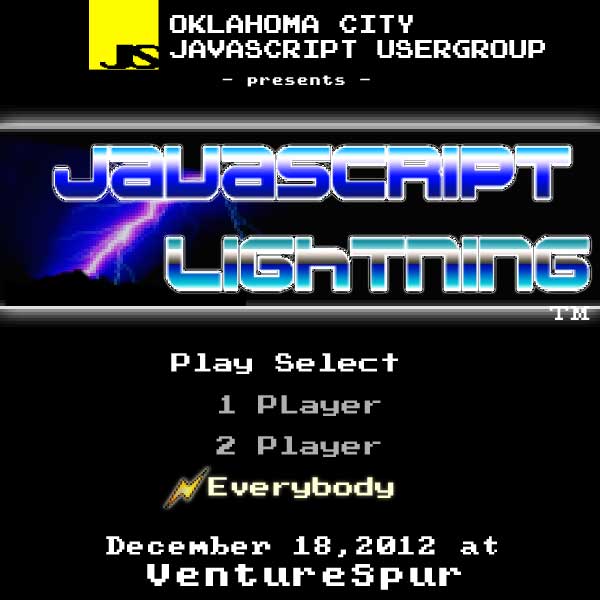 JS
OKLAHOMA CITY
JAVASCRIPT USERGROUP
- presents -
JAVASCRIPT
LIGhTNING
TM
Play Select
1 PLayer
2 Player
Everybody
December 18,2012 at
VentureSpur